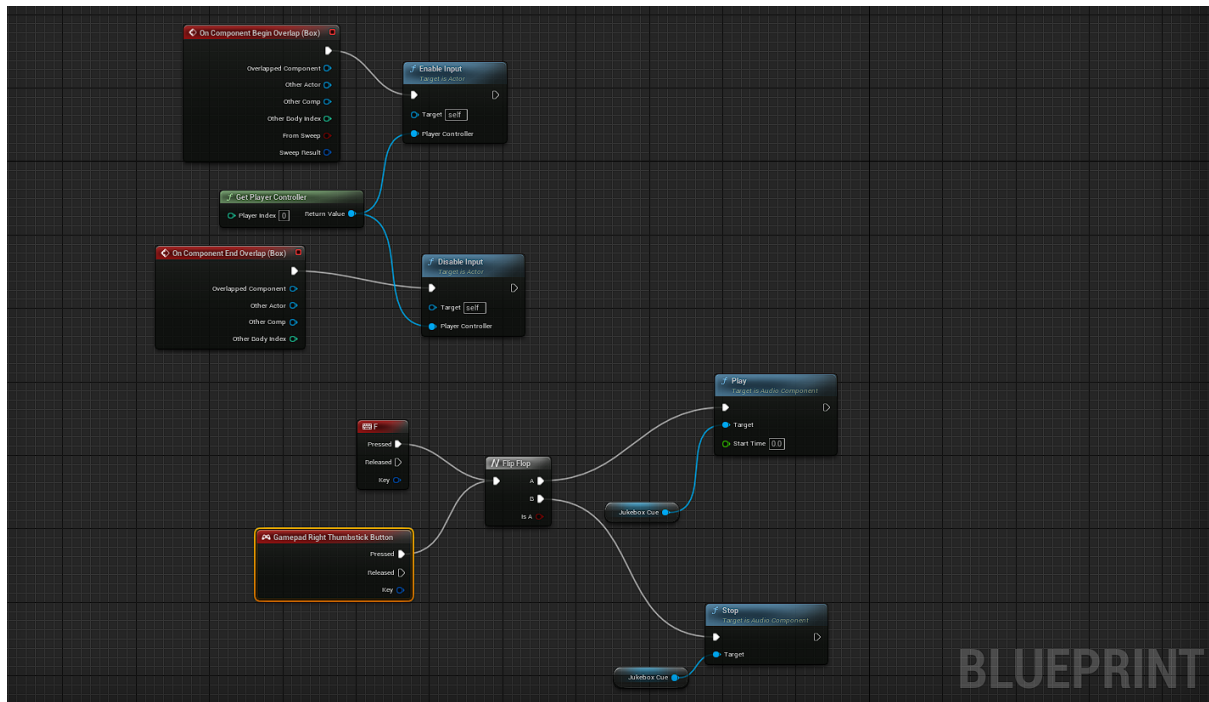 On Component Begin Overlap (Box)
Overlapped Component
Other Actor
Other Comp
Other Body Index
From Sweep
Sweep Result
f Enable Input
Target is Actor
Target self
Player Controller
f Get Player Controller
Player Index 0 Return Value
On Component End Overlap (Box)
Overlapped Component
Other Actor
Other Comp
Other Body Index
f Disable Input
Target is Actor
Target self
Player Controller
F
Pressed
Released
Key
Gamepad Right Thumbstick Button
Pressed
Released
Key
Flip Flop
A
B
Is A
f Play
Target is Audio Component
Target
Start Time 0.0
Jukebox Cue
f Stop
Target is Audio Component
Target
Jukebox Cue
BLUEPRINT